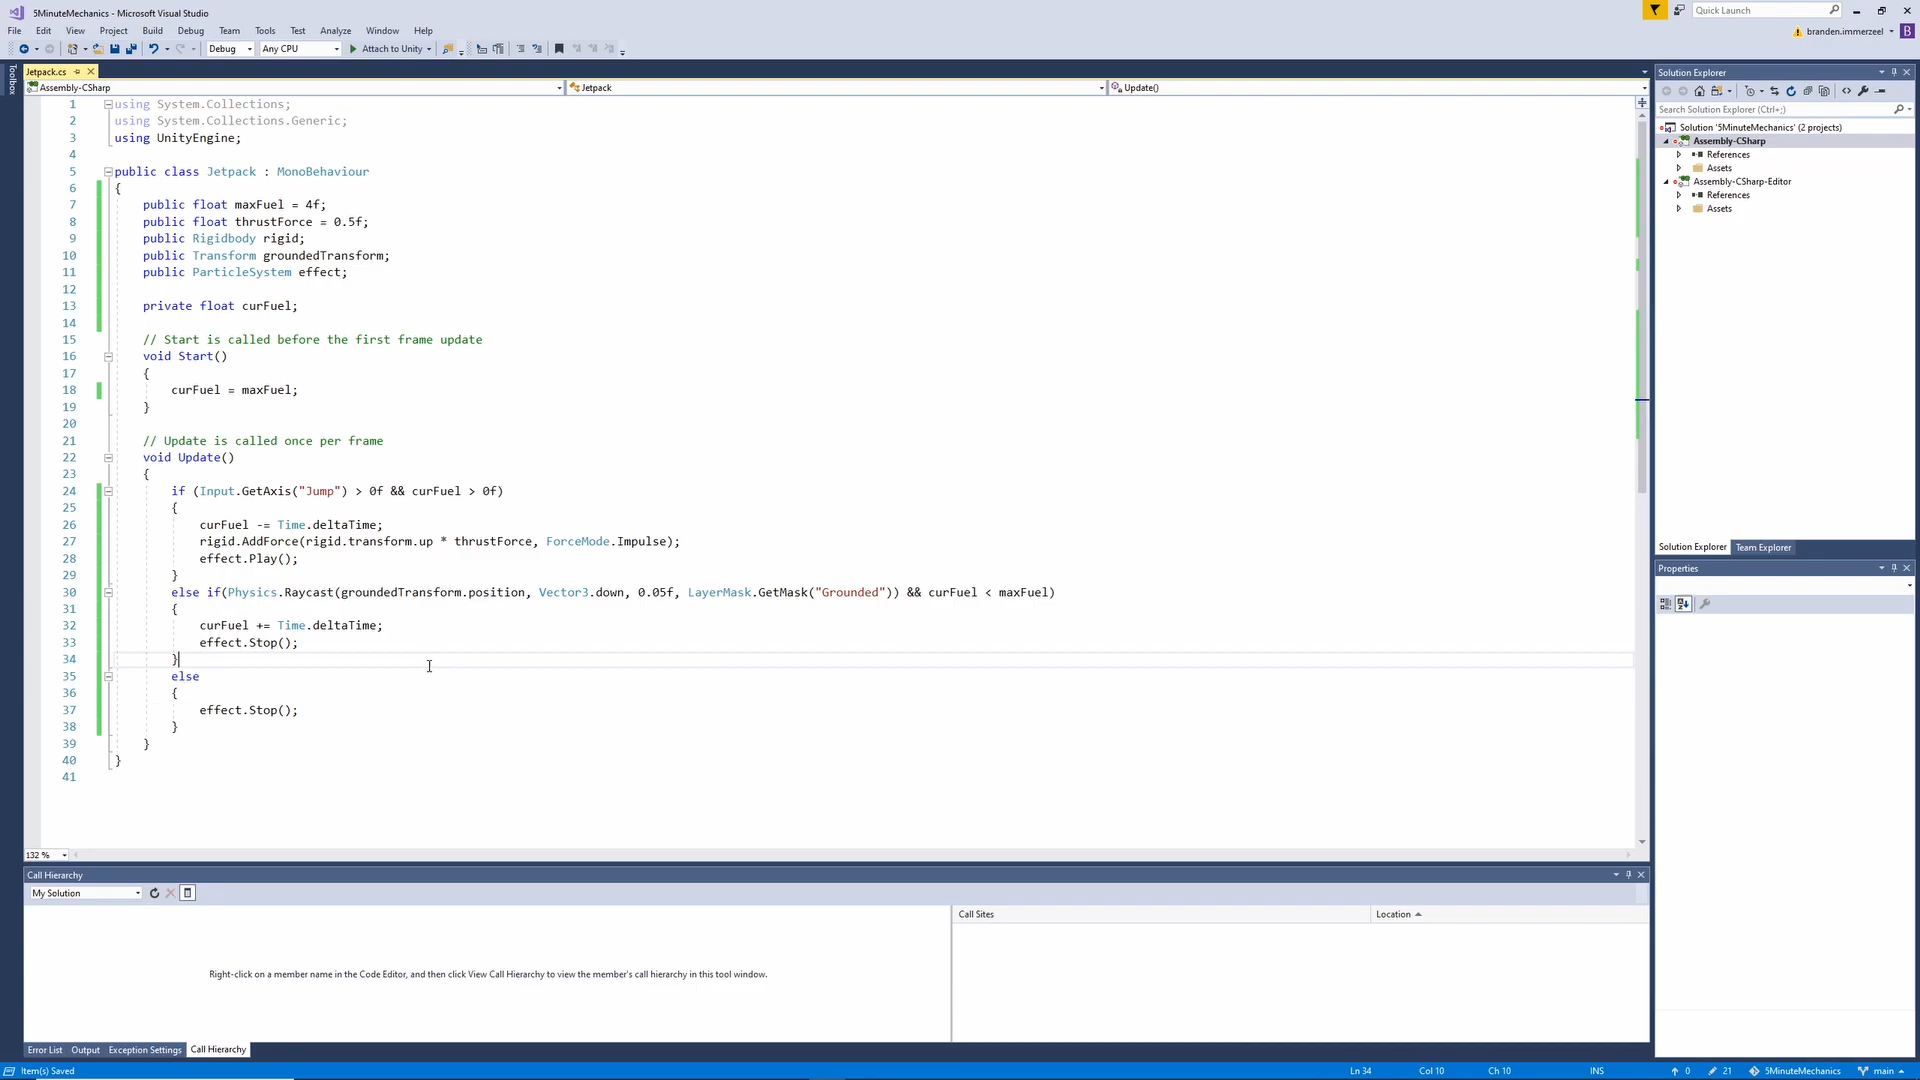 5MinuteMechanics - Microsoft Visual Studio
Quick Launch
File Edit View Project Build Debug Team Tools Test Analyze Window Help
branden.immerzeel B
Debug Any CPU Attach to Unity
Toolbox
Jetpack.cs
Assembly-CSharp Jetpack Update()
1 using System.Collections;
2 using System.Collections.Generic;
3 using UnityEngine;
4
5 public class Jetpack : MonoBehaviour
6 {
7 public float maxFuel = 4f;
8 public float thrustForce = 0.5f;
9 public Rigidbody rigid;
10 public Transform groundedTransform;
11 public ParticleSystem effect;
12
13 private float curFuel;
14
15 // Start is called before the first frame update
16 void Start()
17 {
18 curFuel = maxFuel;
19 }
20
21 // Update is called once per frame
22 void Update()
23 {
24 if (Input.GetAxis("Jump") > 0f && curFuel > 0f)
25 {
26 curFuel -= Time.deltaTime;
27 rigid.AddForce(rigid.transform.up * thrustForce, ForceMode.Impulse);
28 effect.Play();
29 }
30 else if(Physics.Raycast(groundedTransform.position, Vector3.down, 0.05f, LayerMask.GetMask("Grounded")) && curFuel < maxFuel)
31 {
32 curFuel += Time.deltaTime;
33 effect.Stop();
34 }
35 else
36 {
37 effect.Stop();
38 }
39 }
40 }
41
132 %
Solution Explorer
Search Solution Explorer (Ctrl+;)
Solution '5MinuteMechanics' (2 projects)
Assembly-CSharp
References
Assets
Assembly-CSharp-Editor
References
Assets
Solution Explorer Team Explorer
Properties
Call Hierarchy
My Solution
Call Sites Location
Right-click on a member name in the Code Editor, and then click View Call Hierarchy to view the member's call hierarchy in this tool window.
Error List Output Exception Settings Call Hierarchy
Item(s) Saved Ln 34 Col 10 Ch 10 INS 0 21 5MinuteMechanics main